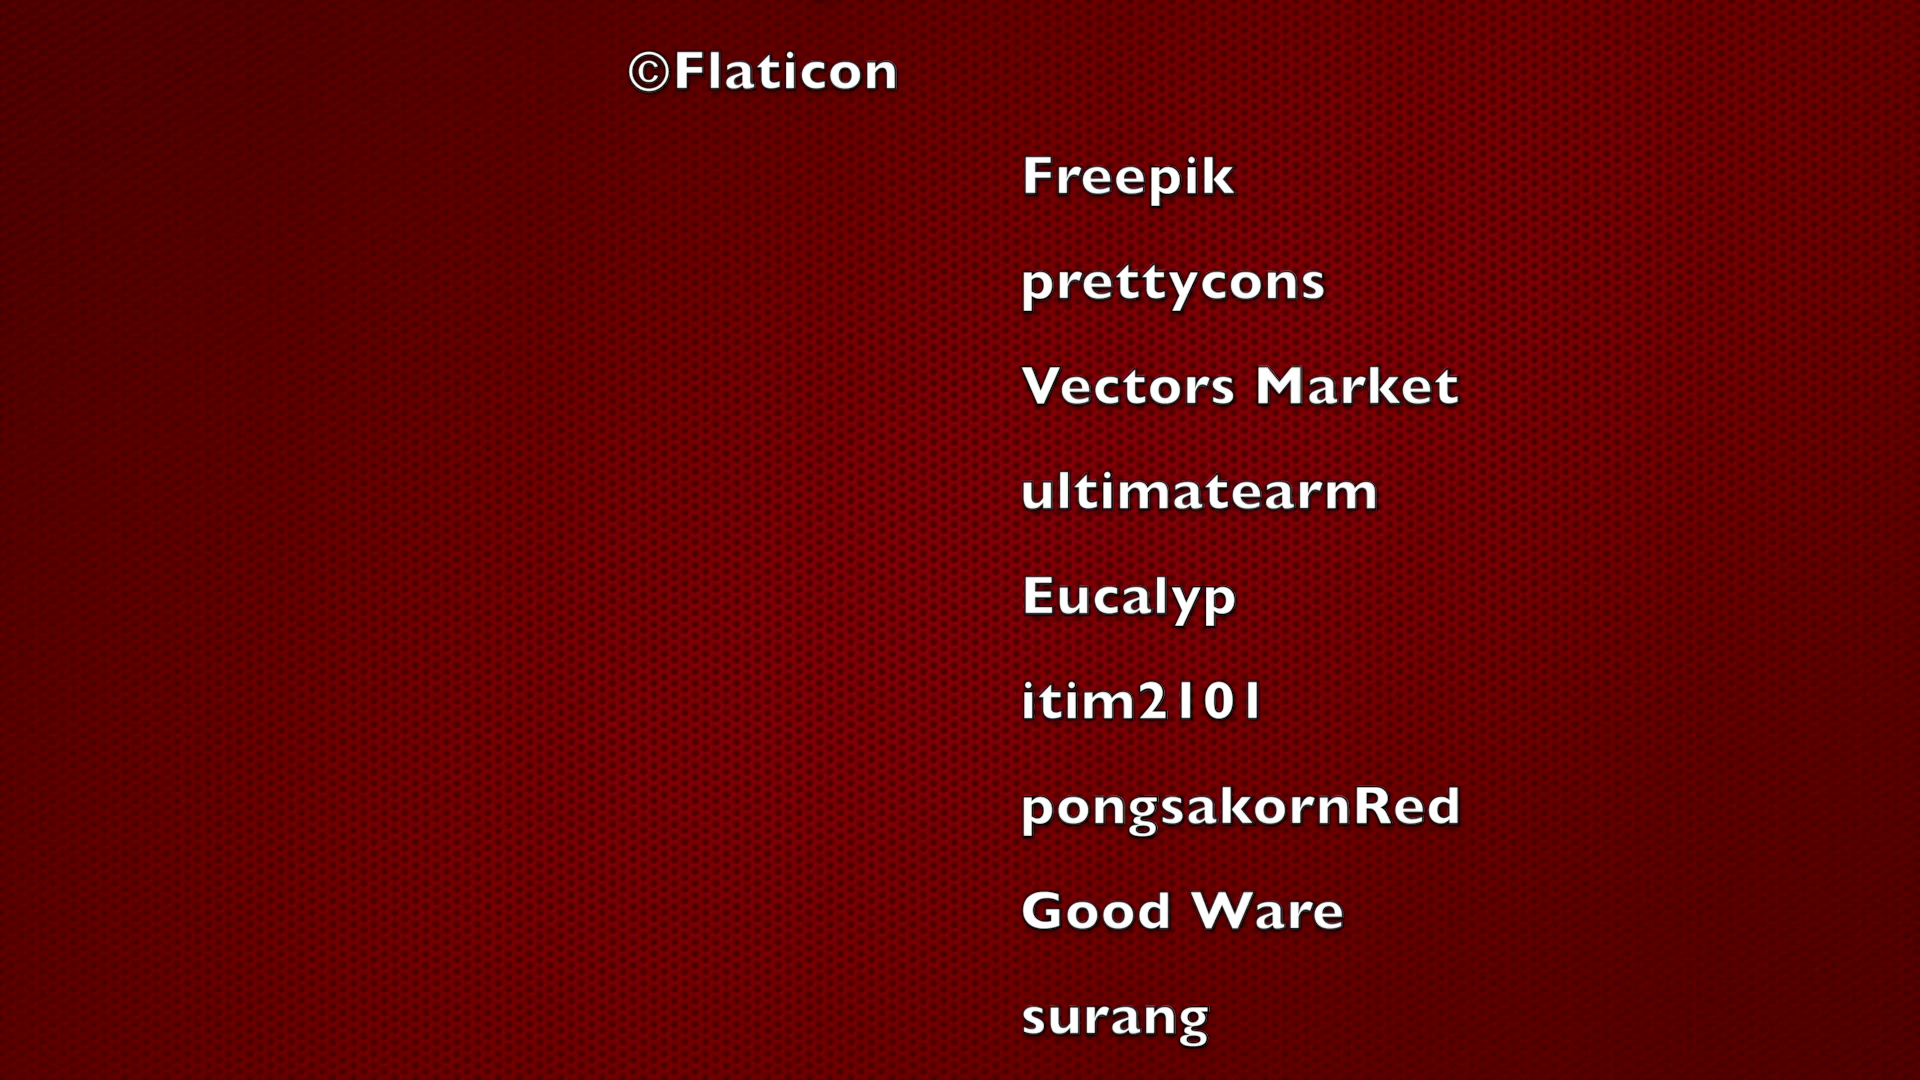 ©Flaticon
Freepik
prettycons
Vectors Market
ultimatearm
Eucalyp
itim2101
pongsakornRed
Good Ware
surang